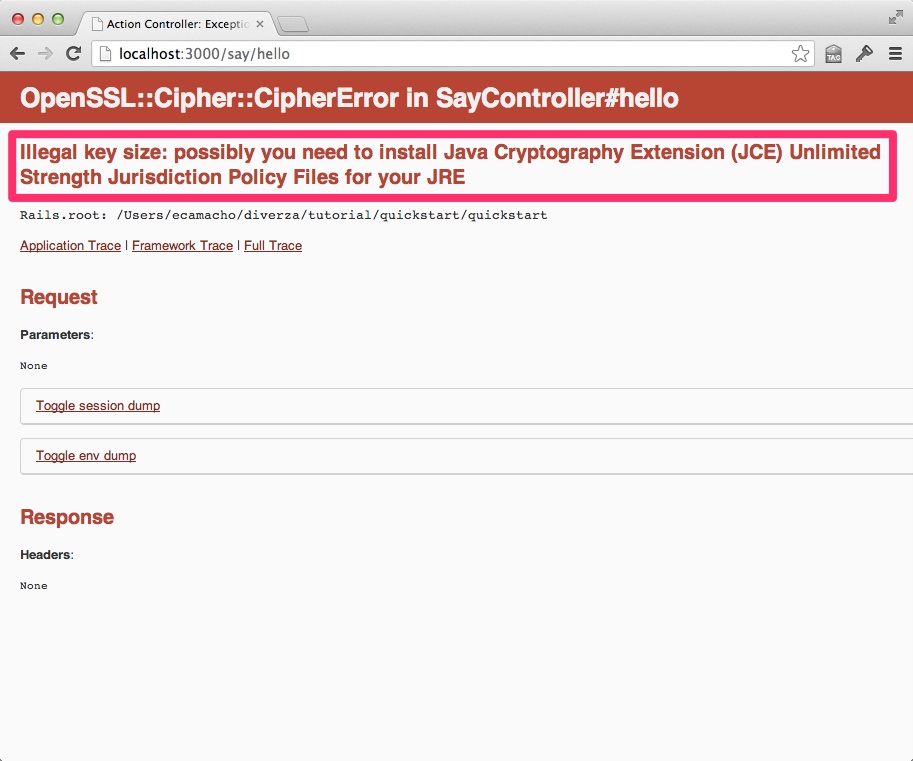 Action Controller: Exceptio
localhost:3000/say/hello
TAG
OpenSSL::Cipher::CipherError in SayController#hello
Illegal key size: possibly you need to install Java Cryptography Extension (JCE) Unlimited
Strength Jurisdiction Policy Files for your JRE
Rails.root: /Users/ecamacho/diverza/tutorial/quickstart/quickstart
Application Trace | Framework Trace | Full Trace
Request
Parameters:
None
Toggle session dump
Toggle env dump
Response
Headers:
None